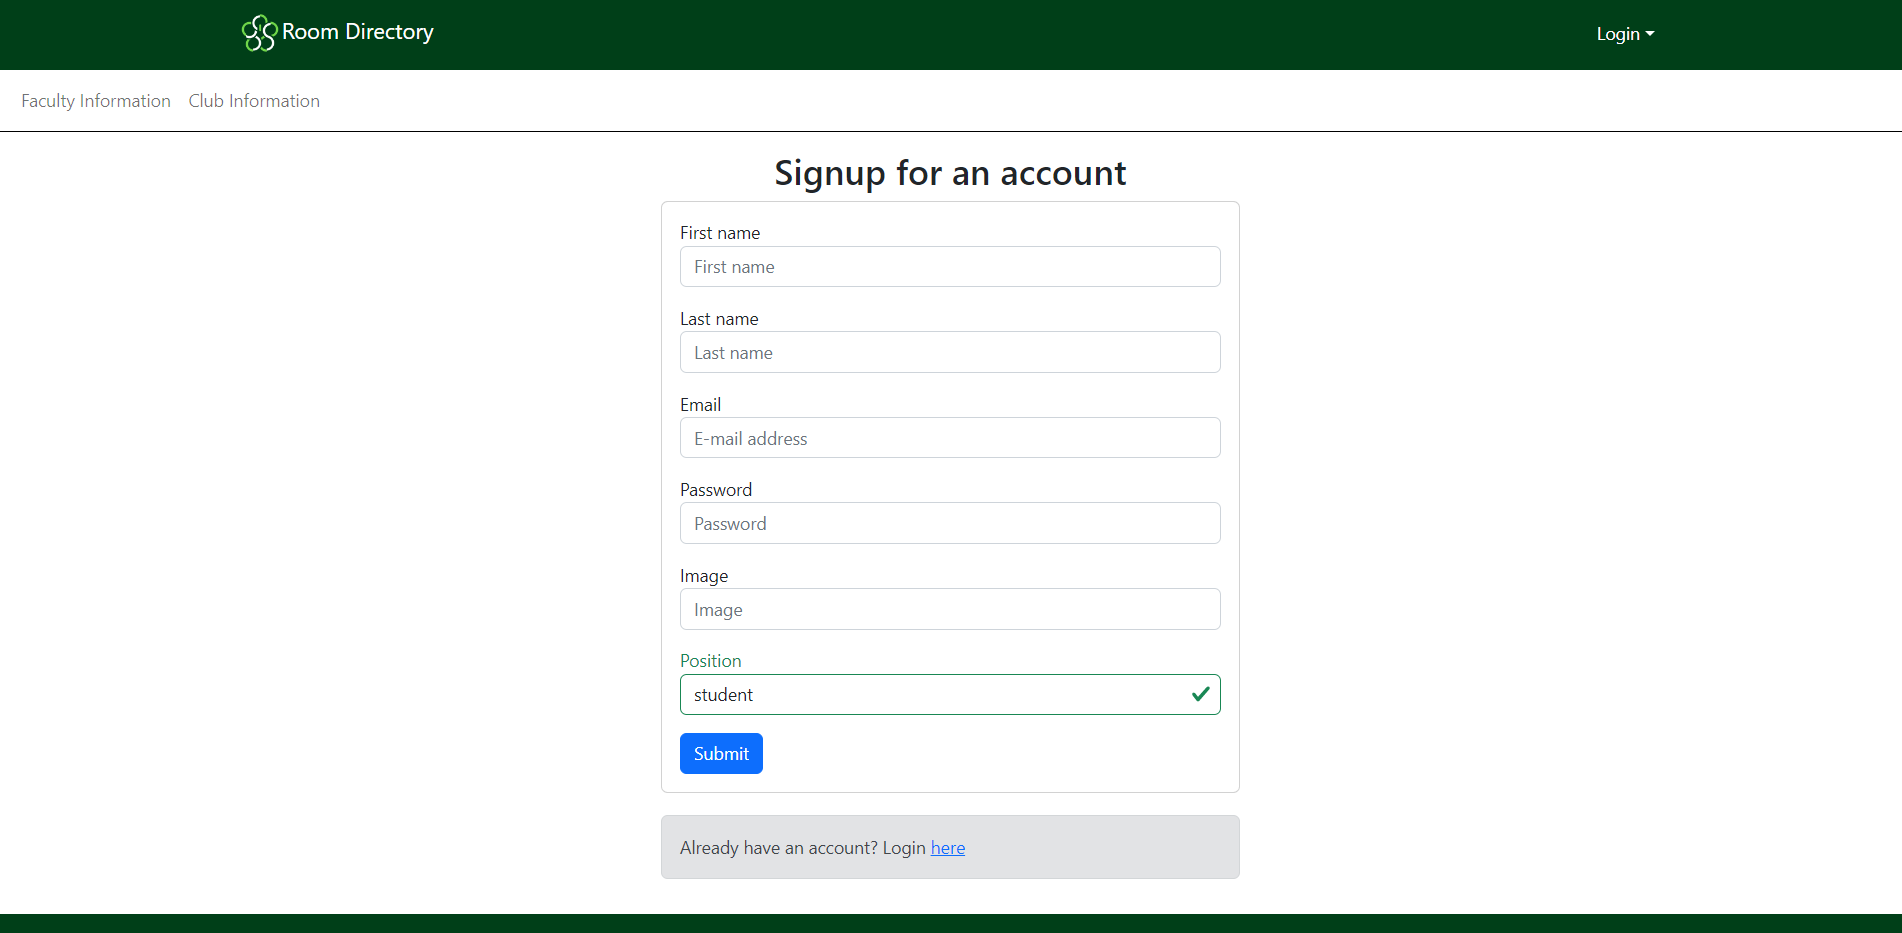 Room Directory
Login
Faculty Information Club Information
Signup for an account
First name
First name
Last name
Last name
Email
E-mail address
Password
Password
Image
Image
Position
student
Submit
Already have an account? Login here